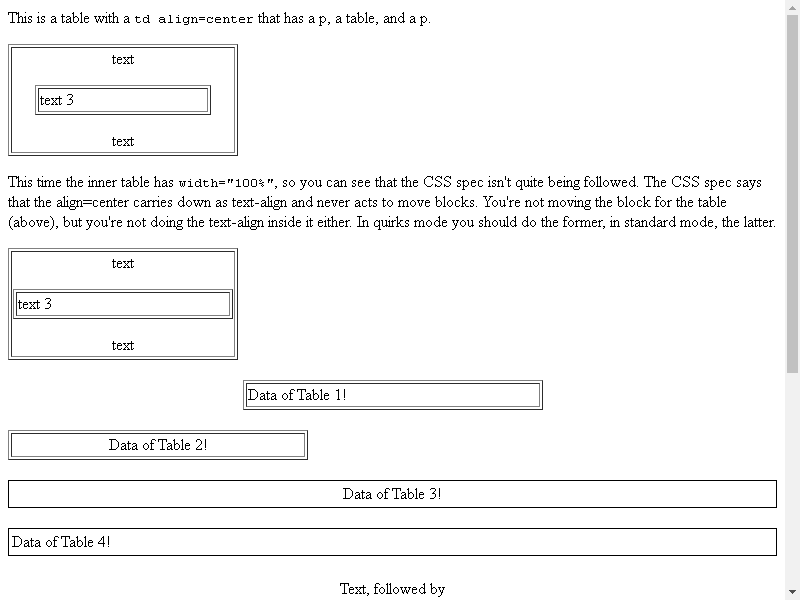 This is a table with a td align=center that has a p, a table, and a p.
text
text 3
text
This time the inner table has width="100%", so you can see that the CSS spec isn't quite being followed. The CSS spec says
that the align=center carries down as text-align and never acts to move blocks. You're not moving the block for the table
(above), but you're not doing the text-align inside it either. In quirks mode you should do the former, in standard mode, the latter.
text
text 3
text
Data of Table 1!
Data of Table 2!
Data of Table 3!
Data of Table 4!
Text, followed by